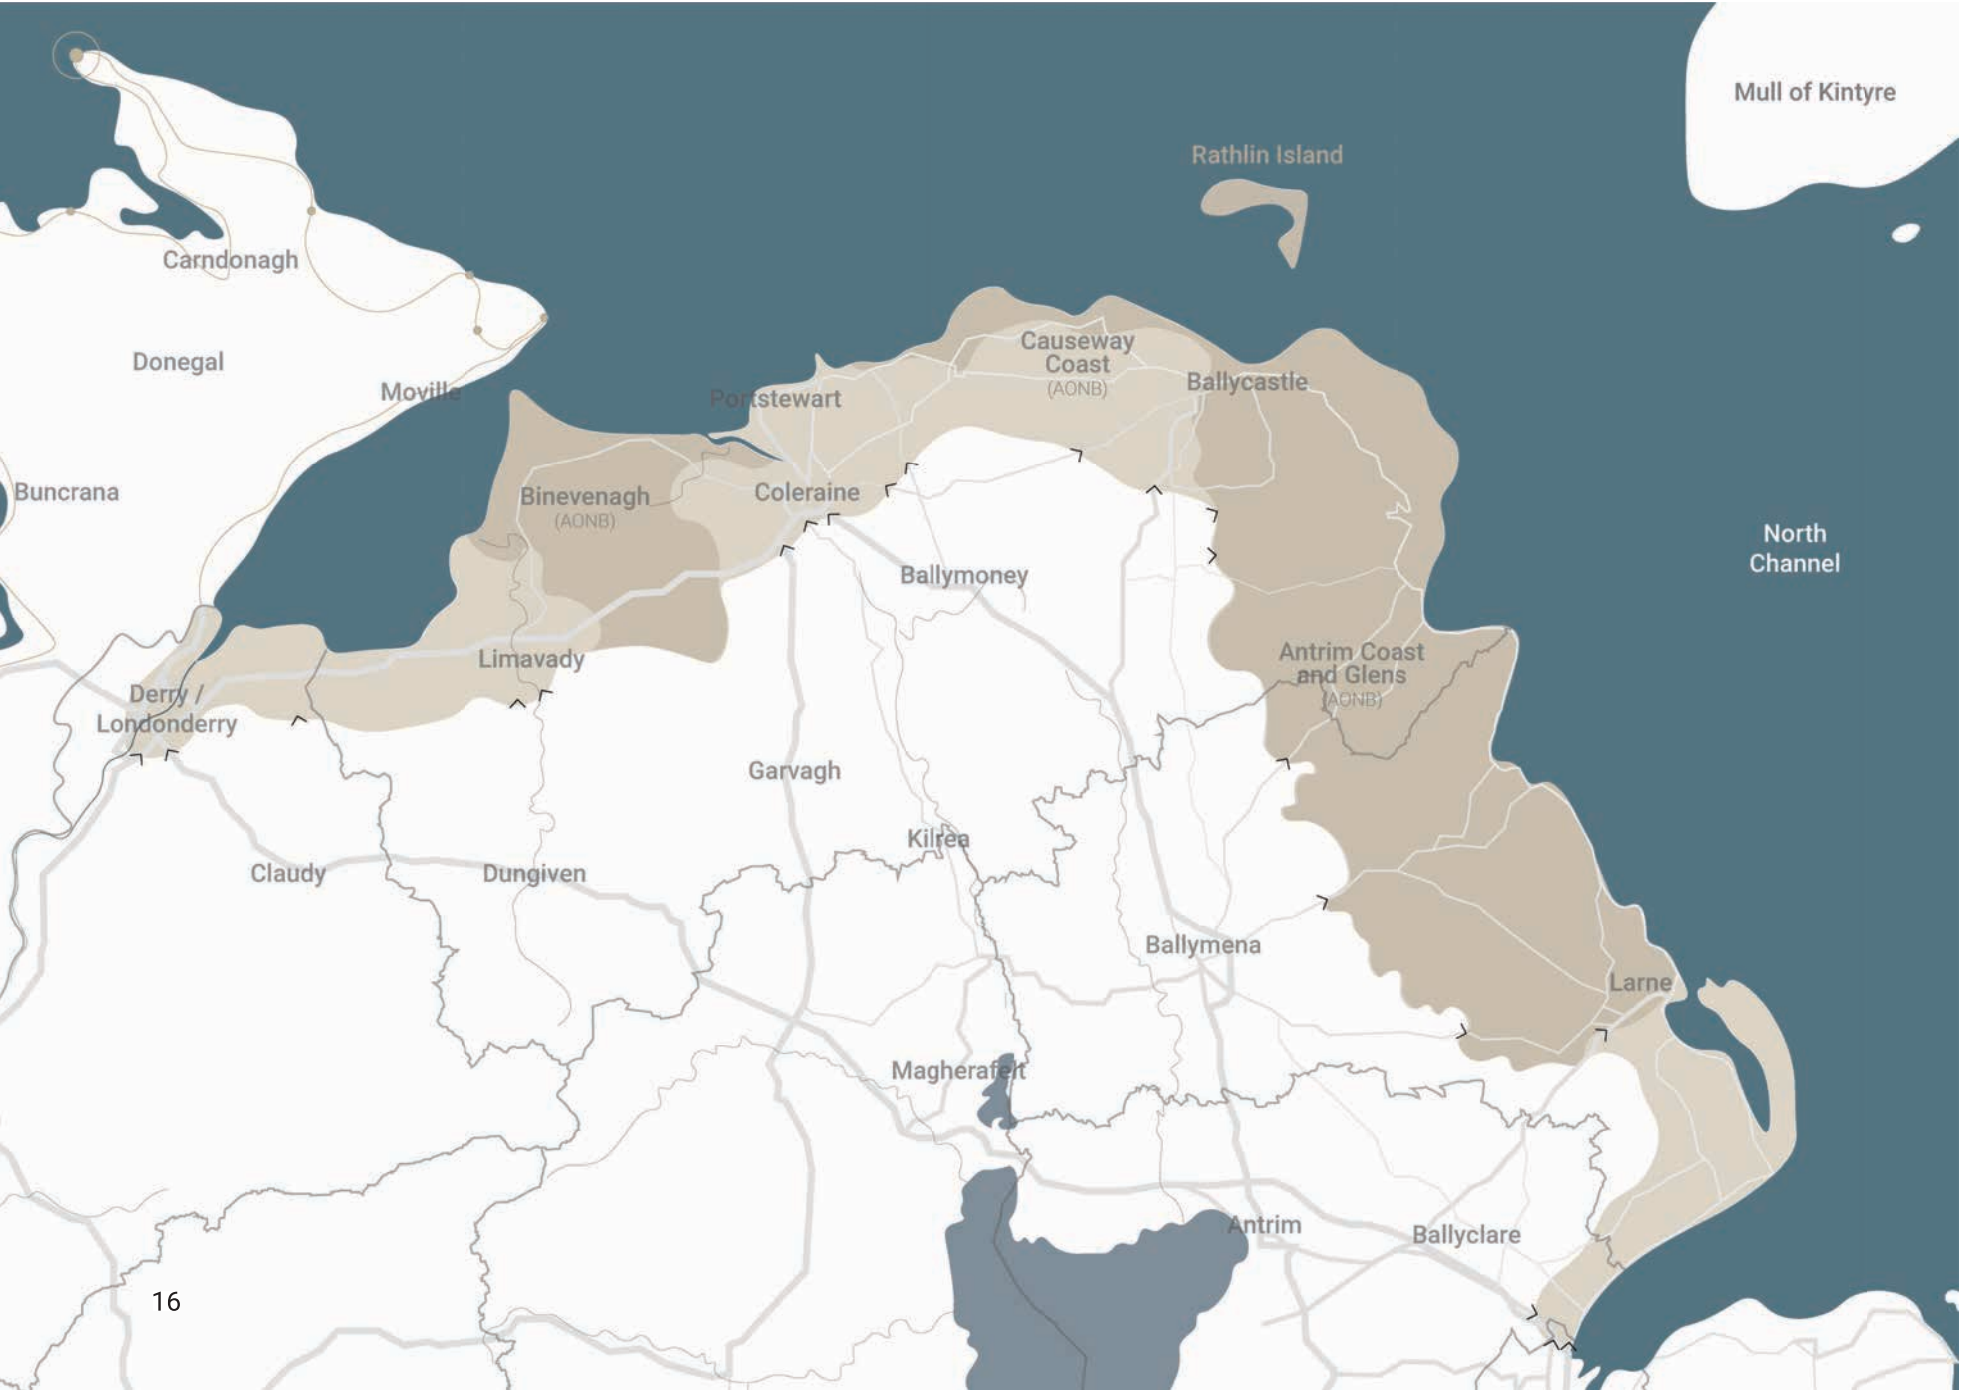 Mull of Kintyre
Rathlin Island
Carndonagh
Causeway
Coast
(AONB)
Donegal
Moville
Portstewart
Ballycastle
Buncrana
Binevenagh
(AONB)
Coleraine
North
Channel
Ballymoney
Limavady
Antrim Coast
and Glens
(AONB)
Derry /
Londonderry
Garvagh
Kilrea
Claudy
Dungiven
Ballymena
Larne
Magherafelt
Antrim
Ballyclare
16